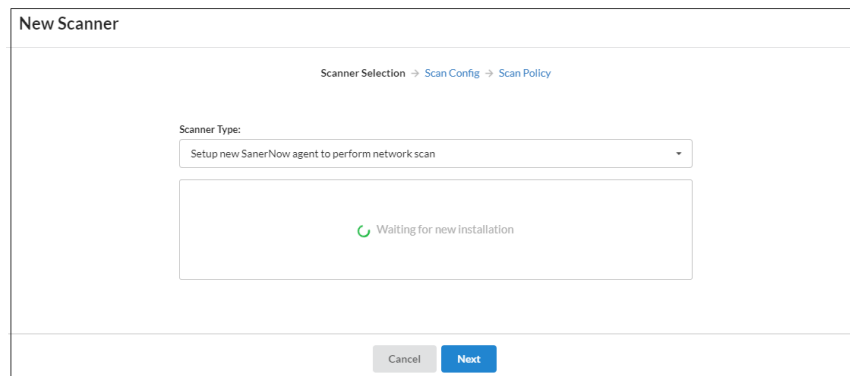 New Scanner
Scanner Selection → Scan Config → Scan Policy
Scanner Type:
Setup new SanerNow agent to perform network scan
Waiting for new installation
Cancel Next